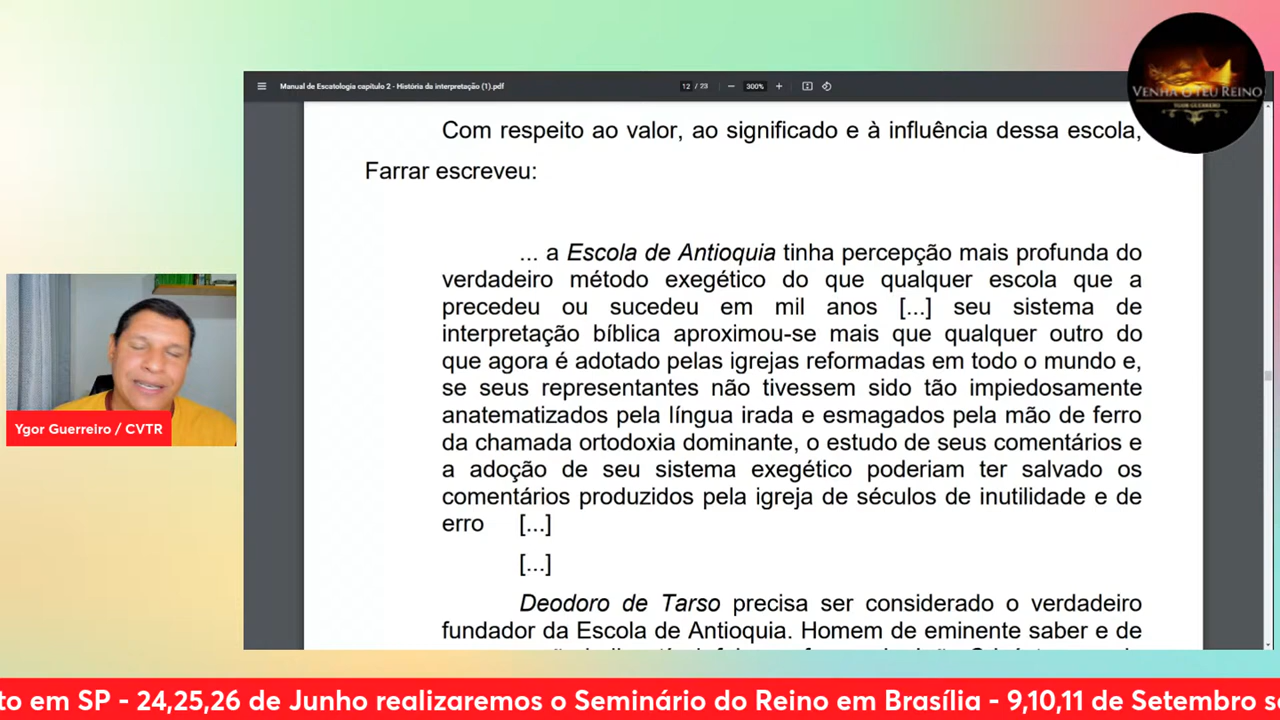 Manual de Escatologia capítulo 2 - História da interpretação (1).pdf
12 / 23
300%
VENHA O TEU REINO
YGOR GUERREIRO
Com respeito ao valor, ao significado e à influência dessa escola,
Farrar escreveu:
... a Escola de Antioquia tinha percepção mais profunda do
verdadeiro método exegético do que qualquer escola que a
precedeu ou sucedeu em mil anos [...] seu sistema de
interpretação bíblica aproximou-se mais que qualquer outro do
que agora é adotado pelas igrejas reformadas em todo o mundo e,
se seus representantes não tivessem sido tão impiedosamente
anatematizados pela língua irada e esmagados pela mão de ferro
da chamada ortodoxia dominante, o estudo de seus comentários e
a adoção de seu sistema exegético poderiam ter salvado os
comentários produzidos pela igreja de séculos de inutilidade e de
erro [...]
[...]
Deodoro de Tarso precisa ser considerado o verdadeiro
fundador da Escola de Antioquia. Homem de eminente saber e de
Ygor Guerreiro / CVTR
to em SP - 24,25,26 de Junho realizaremos o Seminário do Reino em Brasília - 9,10,11 de Setembro s